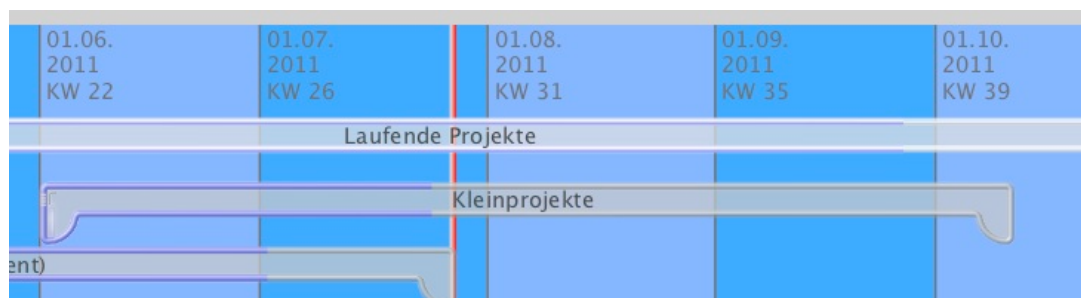 01.06.
2011
KW 22
01.07.
2011
KW 26
01.08.
2011
KW 31
01.09.
2011
KW 35
01.10.
2011
KW 39
Laufende Projekte
Kleinprojekte
ent)